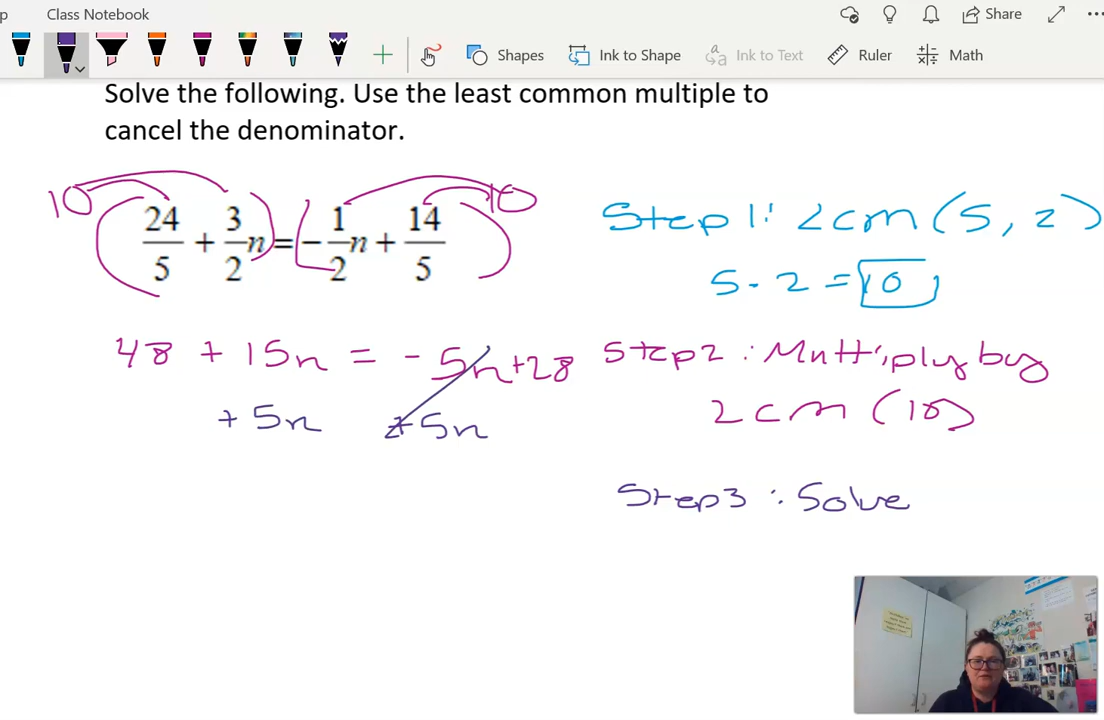 p Class Notebook Share
Shapes Ink to Shape Ink to Text Ruler Math
Solve the following. Use the least common multiple to
cancel the denominator.
10 ( 24/5 + 3/2 n ) = ( - 1/2 n + 14/5 ) 10
Step 1: Lcm (5, 2)
5 · 2 = 10
48 + 15n = - 5n + 28
Step 2 : Multiply by
Lcm (10)
+ 5n + 5n
Step 3 : Solve